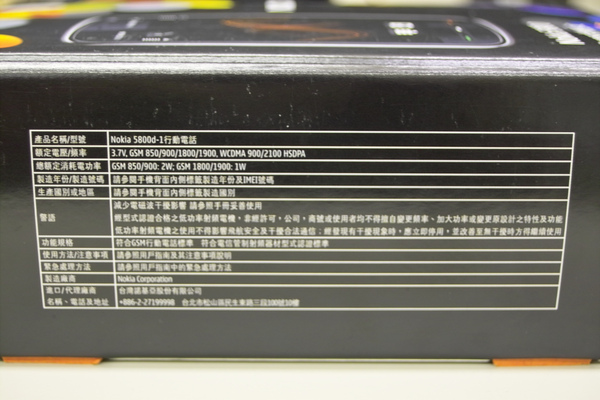 產品名稱/型號 Nokia 5800d-1行動電話
額定電壓/頻率 3.7V, GSM 850/900/1800/1900, WCDMA 900/2100 HSDPA
總額定消耗電功率 GSM 850/900: 2W; GSM 1800/1900: 1W
製造年份/製造號碼 請參閱手機背面內側標籤製造年份及IMEI號碼
生產國別或地區 請參閱手機背面內側標籤製造國別
警語 減少電磁波干擾影響 請參照手冊妥善使用
經型式認證合格之低功率射頻電機，非經許可，公司，商號或使用者均不得擅自變更頻率、加大功率或變更原設計之特性及功能
低功率射頻電機之使用不得影響飛航安全及干擾合法通信；經發現有干擾現象時，應立即停用，並改善至無干擾時方得繼續使用
功能規格 符合GSM行動電話標準 符合電信管制射頻器材型式認證標準
使用方法/注意事項 請參照用戶指南及其注意事項說明
緊急處理方法 請參照用戶指南中的緊急處理方法
製造廠商 Nokia Corporation
進口/代理廠商 台灣諾基亞股份有限公司
名稱、電話及地址 +886-2-27199998 台北市松山區民生東路三段100號10樓